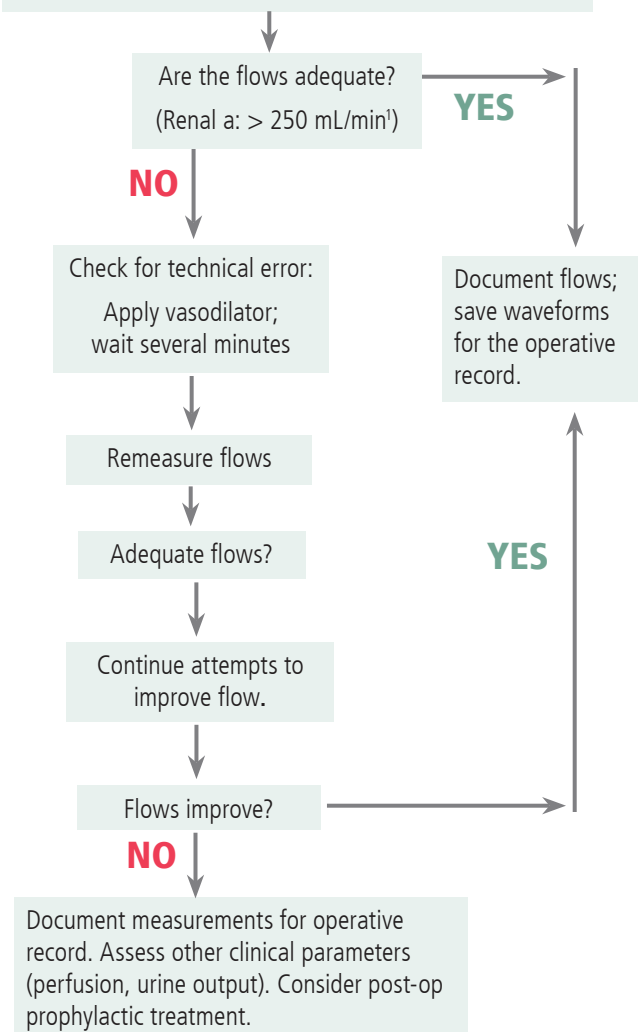 Are the flows adequate?
(Renal a: > 250 mL/min¹)
YES
NO
Check for technical error:
Apply vasodilator;
wait several minutes
Document flows;
save waveforms
for the operative
record.
Remeasure flows
Adequate flows?
YES
Continue attempts to
improve flow.
Flows improve?
NO
Document measurements for operative
record. Assess other clinical parameters
(perfusion, urine output). Consider post-op
prophylactic treatment.